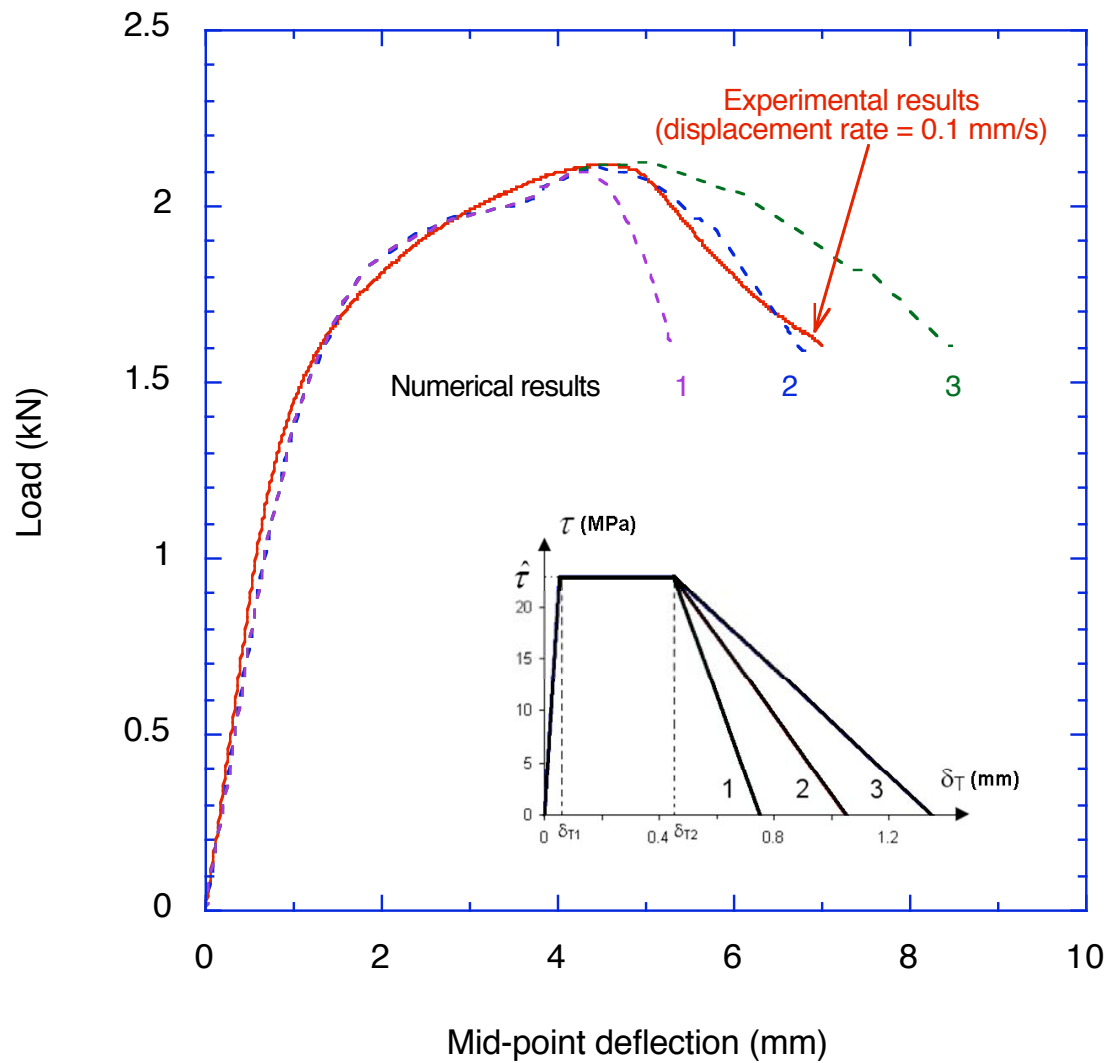 2.5
Experimental results
(displacement rate = 0.1 mm/s)
2
1.5
Numerical results 1 2 3
Load (kN)
τ (MPa)
τ̂
1
20
15
10
0.5
5
1 2 3 δT (mm)
0
0 δT1 0.4 δT2 0.8 1.2
0
0 2 4 6 8 10
Mid-point deflection (mm)